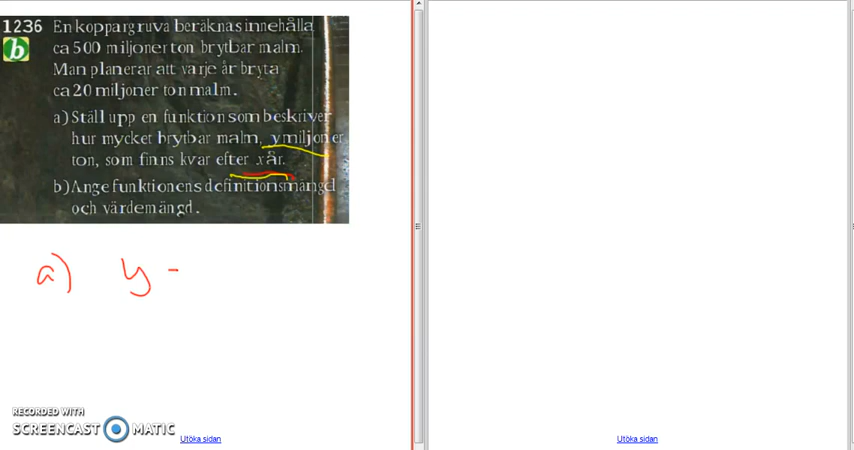 1236 En koppargruva beräknas innehålla
b ca 500 miljoner ton brytbar malm.
Man planerar att varje år bryta
ca 20 miljoner ton malm.
a) Ställ upp en funktion som beskriver
hur mycket brytbar malm, y miljoner
ton, som finns kvar efter x år.
b) Ange funktionens definitionsmängd
och värdemängd.
a) y -
RECORDED WITH
SCREENCAST MATIC
Utöka sidan
Utöka sidan